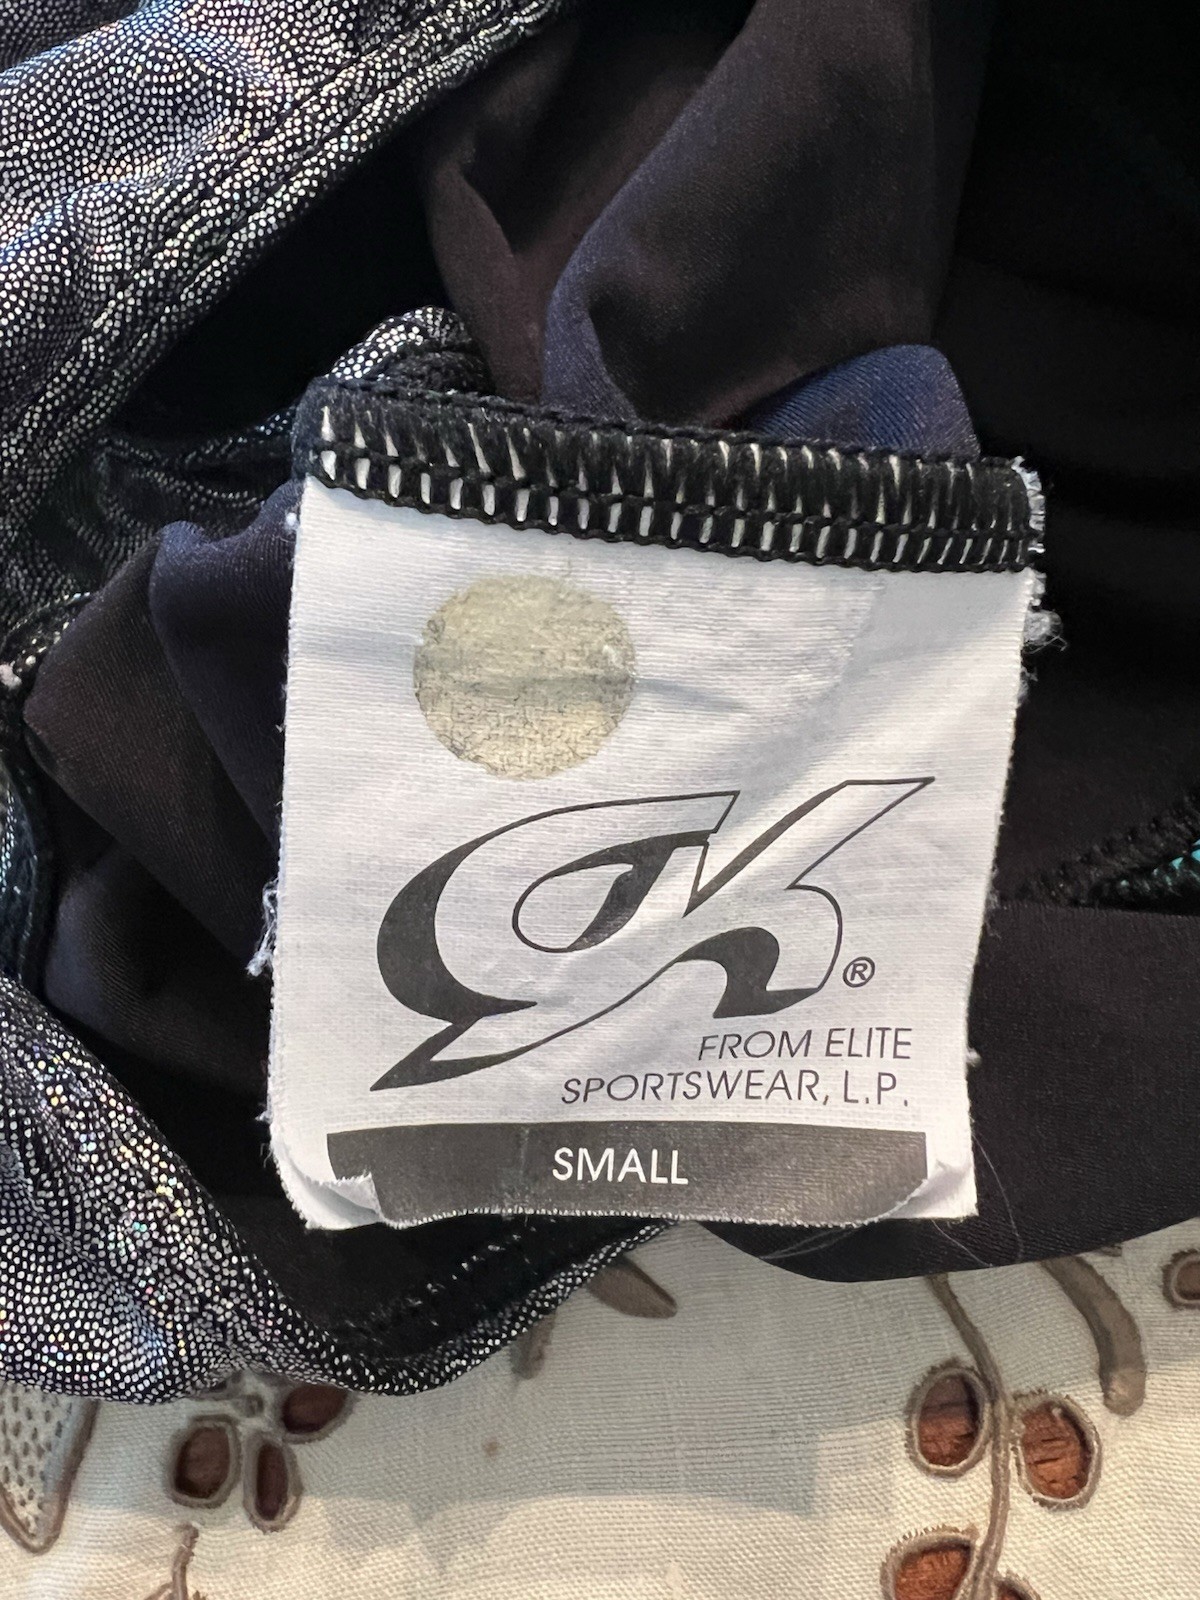 GK®
FROM ELITE
SPORTSWEAR, L.P.
SMALL